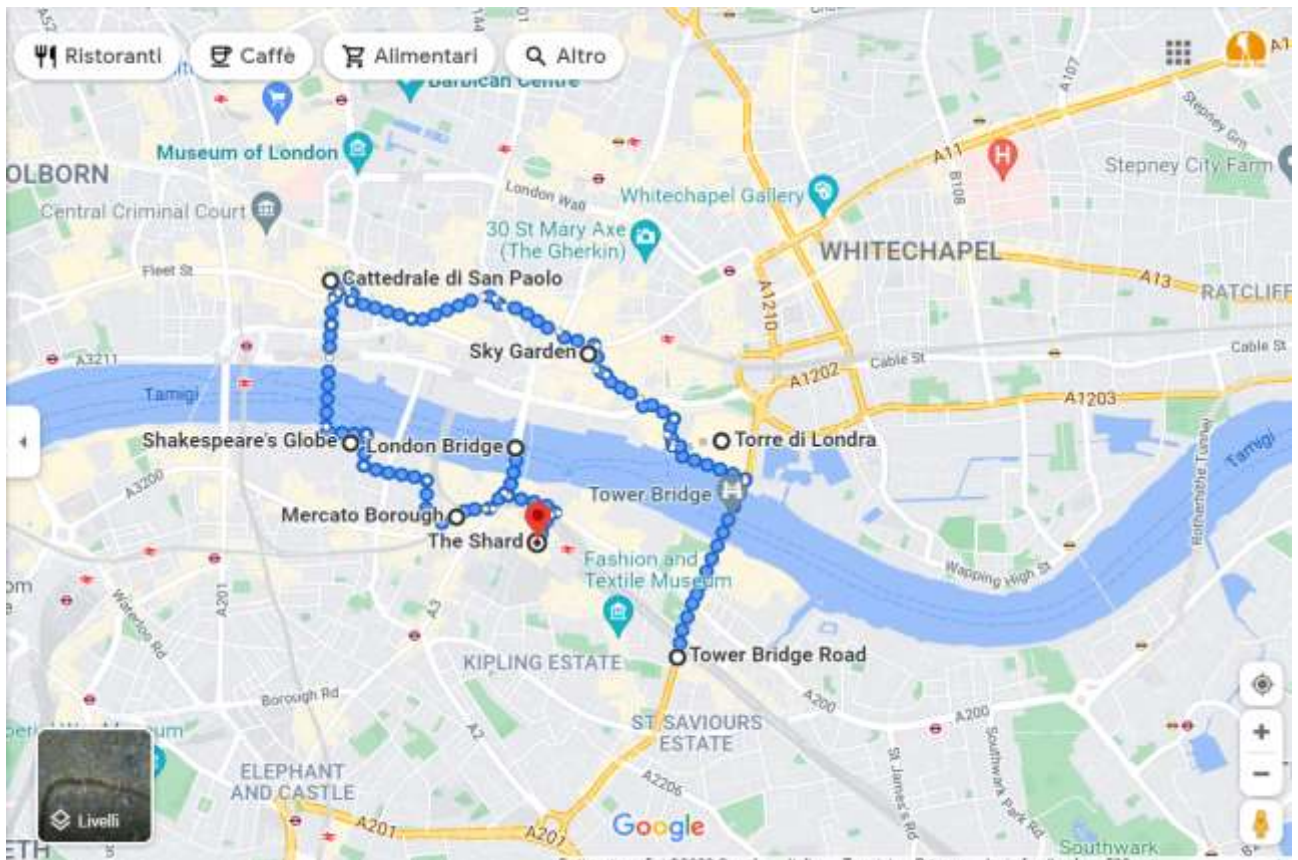 Ristoranti
Caffè
Alimentari
Altro
A1
A107
Barbican Centre
Stepney Grn
Museum of London
A11
H
Stepney City Farm
OLBORN
London Wall
Whitechapel Gallery
B108
Central Criminal Court
30 St Mary Axe
(The Gherkin)
WHITECHAPEL
Fleet St
Cattedrale di San Paolo
A13
A1210
RATCLIFF
Sky Garden
A3211
Cable St
Cable St
A1202
Tamigi
A1203
Shakespeare's Globe
London Bridge
Torre di Londra
Tamigi
A3200
Tower Bridge
Rotherhithe Tunnel
Mercato Borough
The Shard
Fashion and
Textile Museum
Wapping High St
Waterloo Rd
A201
A3
KIPLING ESTATE
Tower Bridge Road
Borough Rd
A200
A200
ST SAVIOURS
ESTATE
A2
Southwark Park Rd
St James's Rd
ELEPHANT
AND CASTLE
A2206
Livelli
Google
A201
A201
ETH
Southwark